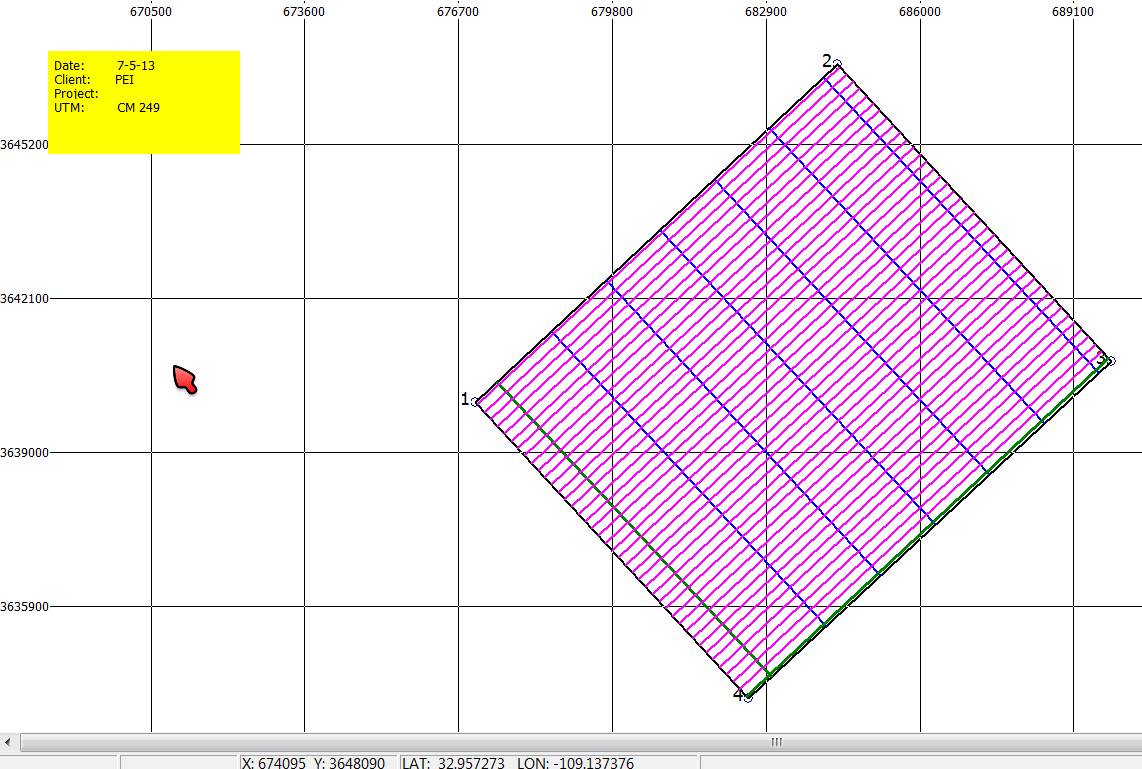 670500 673600 676700 679800 682900 686000 689100
Date: 7-5-13
Client: PEI
Project:
UTM: CM 249
2
3645200
3642100
3
1
3639000
3635900
4
X: 674095 Y: 3648090 LAT: 32.957273 LON: -109.137376